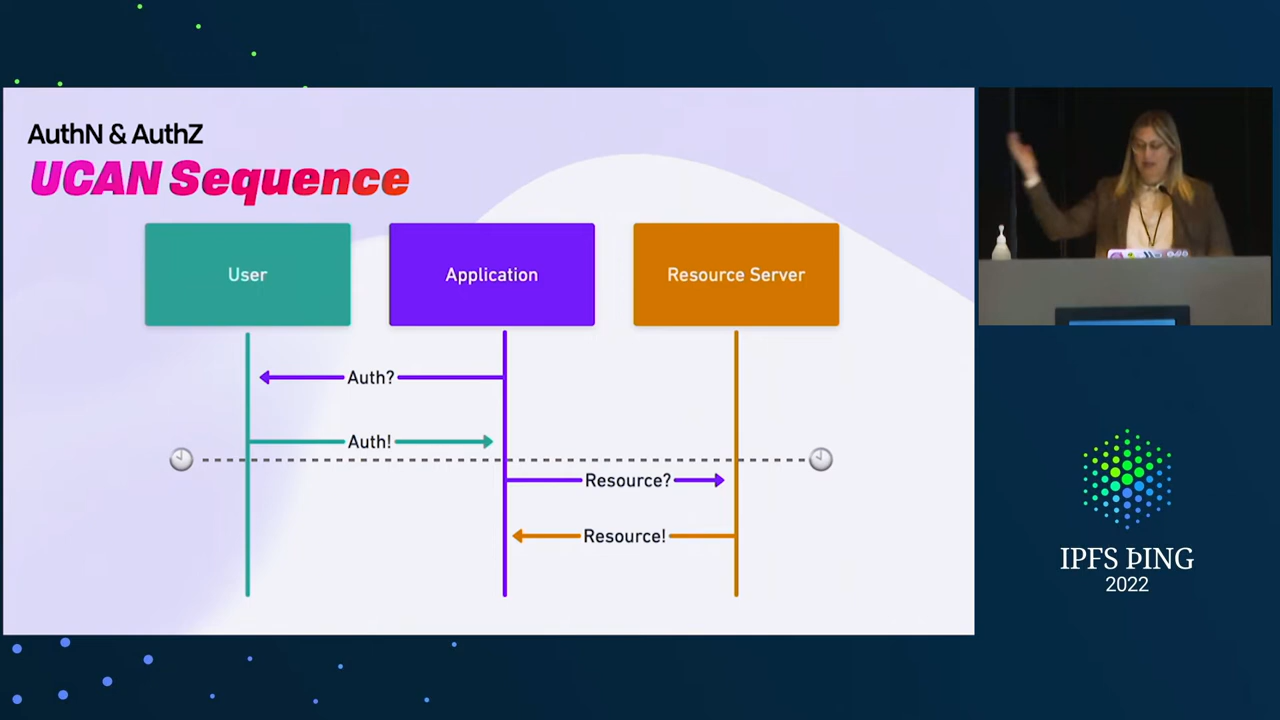 AuthN & AuthZ
UCAN Sequence
User
Application
Resource Server
Auth?
Auth!
Resource?
Resource!
IPFS ÞING
2022